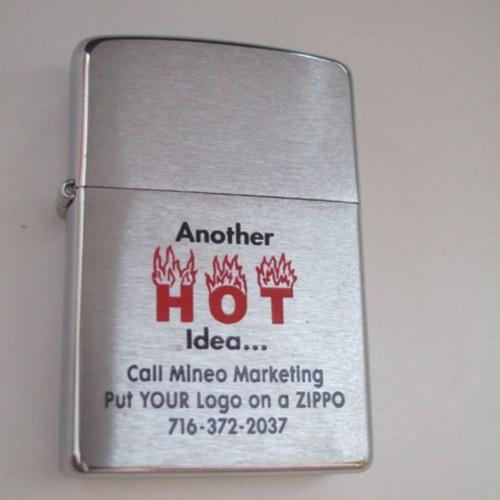 Another
HOT
Idea...
Call Mineo Marketing
Put YOUR Logo on a ZIPPO
716-372-2037